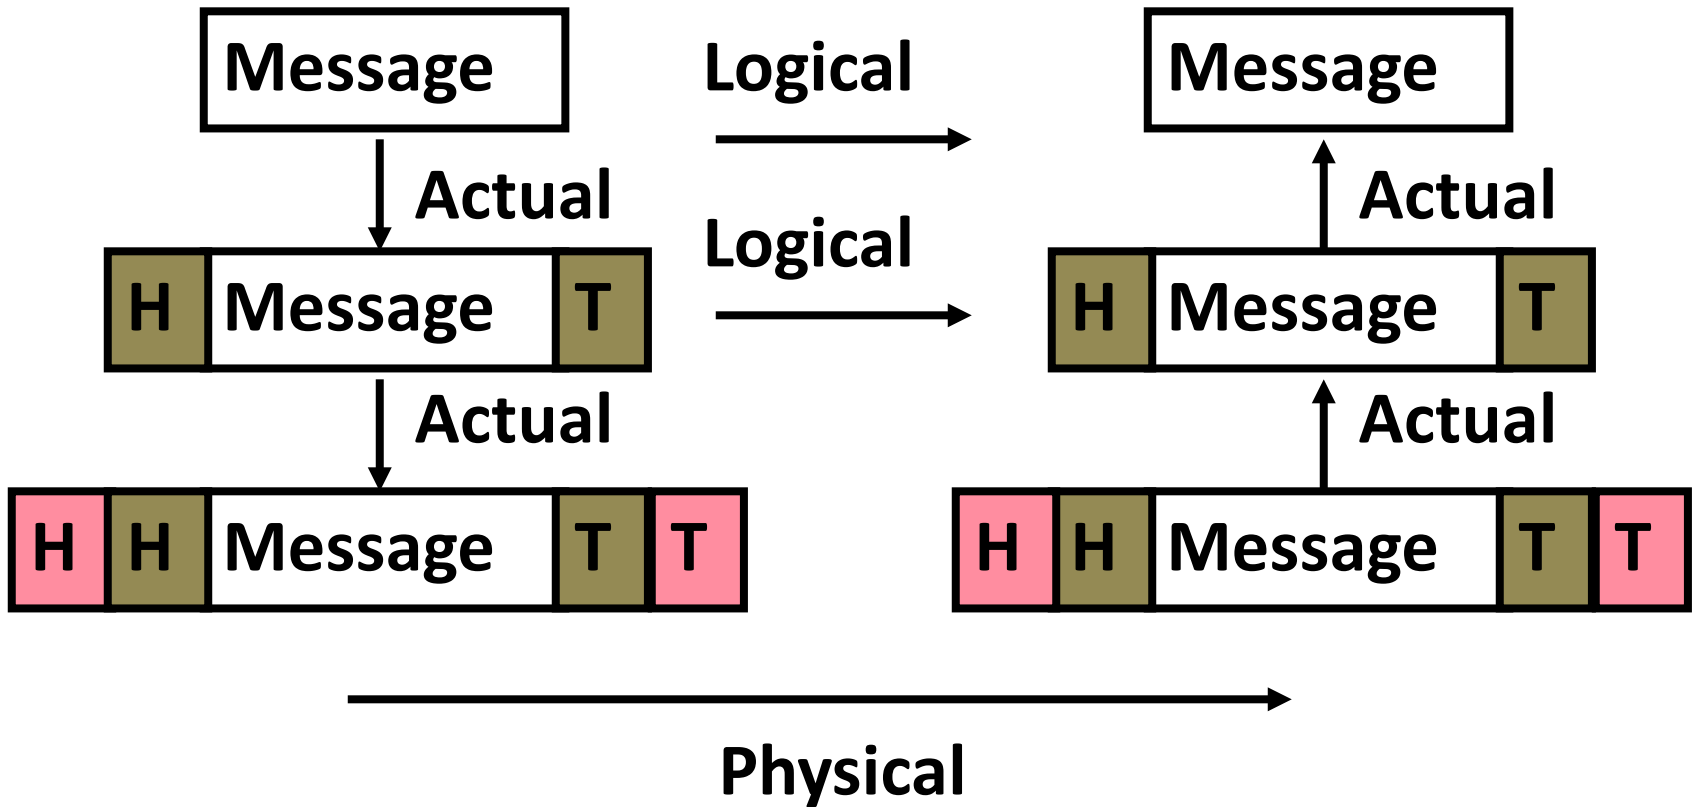 Message Logical Message
Actual Actual
Logical
H Message T H Message T
Actual Actual
H H Message T T H H Message T T
Physical